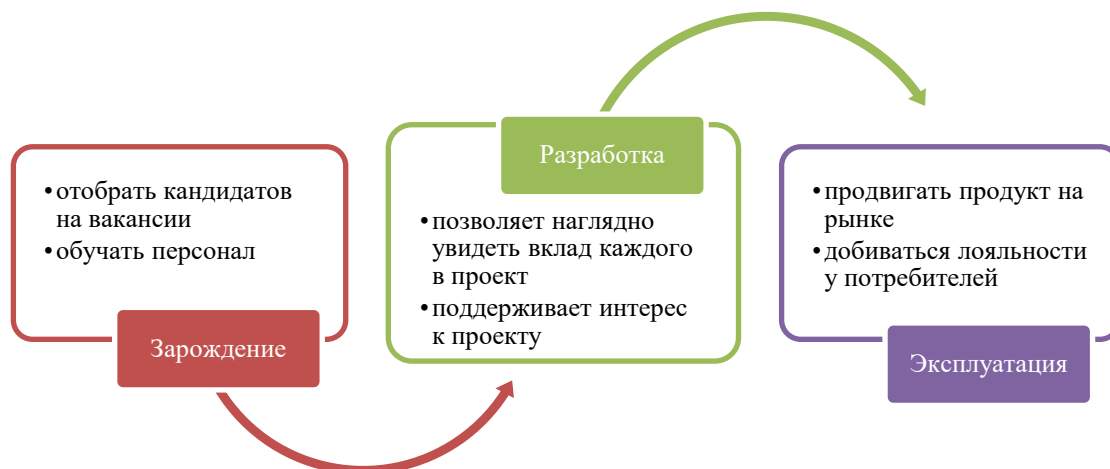 •отобрать кандидатов
на вакансии
•обучать персонал
Зарождение
Разработка
•позволяет наглядно
увидеть вклад каждого
в проект
•поддерживает интерес
к проекту
•продвигать продукт на
рынке
•добиваться лояльности
у потребителей
Эксплуатация